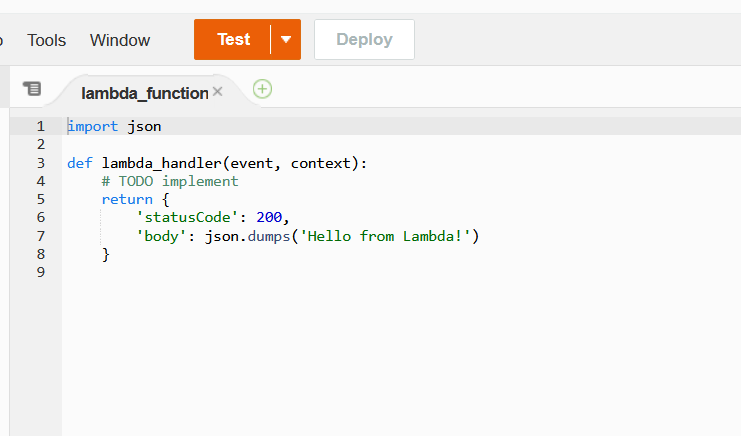 Tools Window Test Deploy
lambda_function
1 import json
2
3 def lambda_handler(event, context):
4     # TODO implement
5     return {
6         'statusCode': 200,
7         'body': json.dumps('Hello from Lambda!')
8     }
9